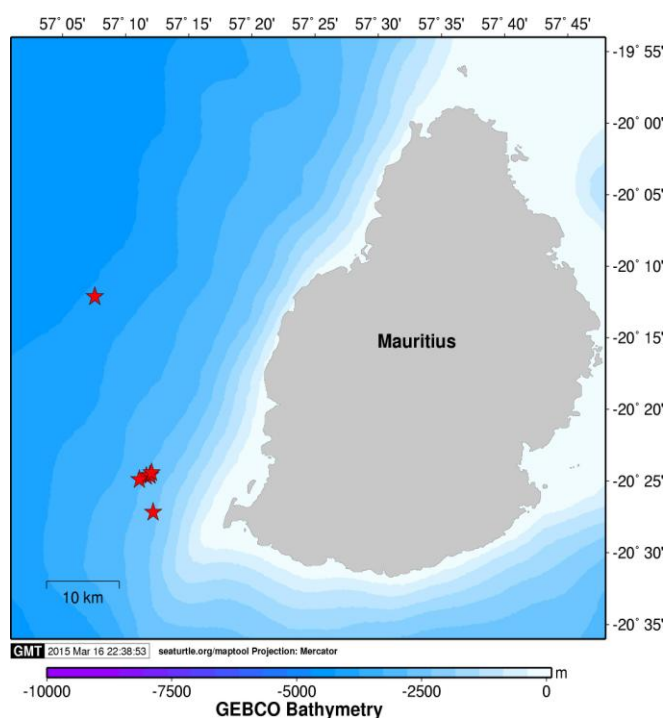 57˚ 05' 57˚ 10' 57˚ 15' 57˚ 20' 57˚ 25' 57˚ 30' 57˚ 35' 57˚ 40' 57˚ 45'
-19˚ 55'
-20˚ 00'
-20˚ 05'
-20˚ 10'
-20˚ 15'
Mauritius
-20˚ 20'
-20˚ 25'
-20˚ 30'
10 km
-20˚ 35'
GMT 2015 Mar 16 22:38:53 seaturtle.org/maptool Projection: Mercator
m
-10000 -7500 -5000 -2500 0
GEBCO Bathymetry